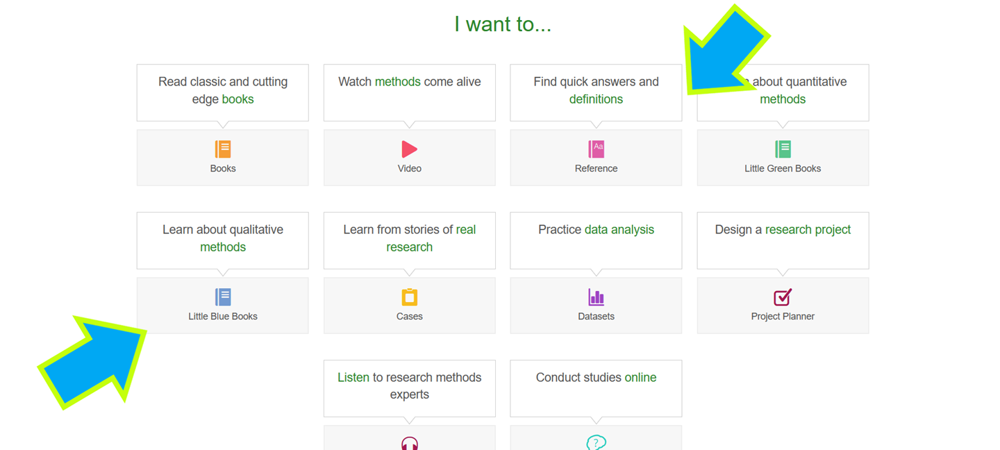 I want to...
Read classic and cutting
edge books
Watch methods come alive
Find quick answers and
definitions
about quantitative
methods
Books
Video
Aa
Reference
Little Green Books
Learn about qualitative
methods
Learn from stories of real
research
Practice data analysis
Design a research project
Little Blue Books
Cases
Datasets
Project Planner
Listen to research methods
experts
Conduct studies online
?